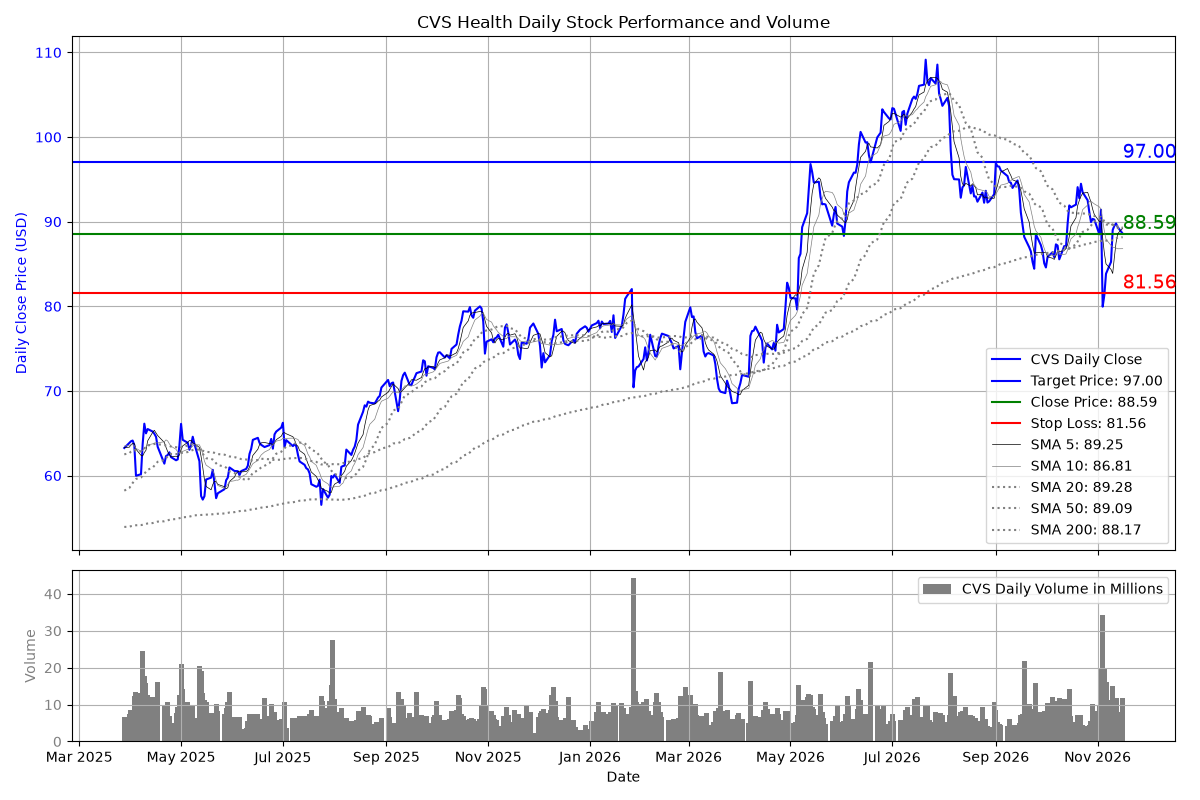 CVS Health Daily Stock Performance and Volume
110
100
90
80
70
60
Daily Close Price (USD)
97.00
88.59
81.56
CVS Daily Close
Target Price: 97.00
Close Price: 88.59
Stop Loss: 81.56
SMA 5: 89.25
SMA 10: 86.81
SMA 20: 89.28
SMA 50: 89.09
SMA 200: 88.17
CVS Daily Volume in Millions
40
30
20
10
0
Volume
Mar 2025 May 2025 Jul 2025 Sep 2025 Nov 2025 Jan 2026 Mar 2026 May 2026 Jul 2026 Sep 2026 Nov 2026
Date